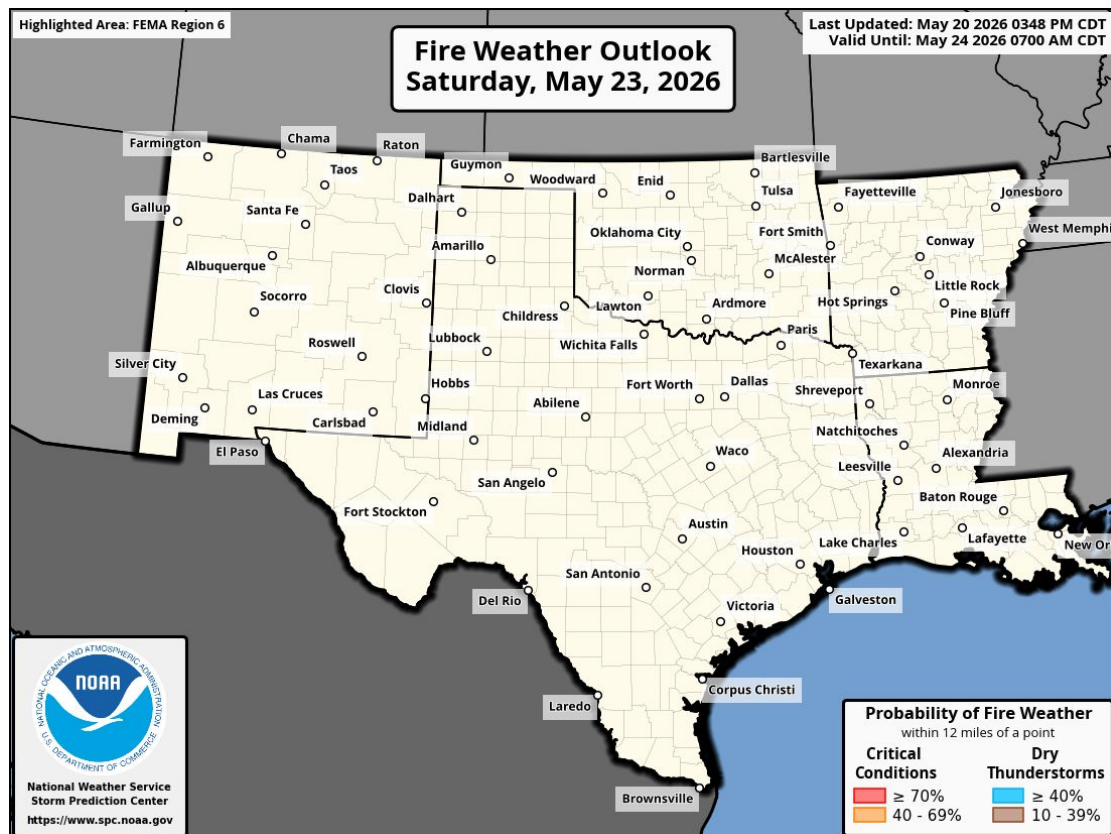 Highlighted Area: FEMA Region 6
Last Updated: May 20 2026 0348 PM CDT
Valid Until: May 24 2026 0700 AM CDT
Fire Weather Outlook
Saturday, May 23, 2026
Farmington
Chama
Raton
Taos
Guymon
Woodward
Enid
Bartlesville
Tulsa
Fayetteville
Jonesboro
Gallup
Santa Fe
Dalhart
Amarillo
Oklahoma City
Fort Smith
West Memphi
Albuquerque
Norman
McAlester
Conway
Little Rock
Socorro
Clovis
Childress
Lawton
Ardmore
Hot Springs
Pine Bluff
Roswell
Lubbock
Wichita Falls
Paris
Texarkana
Silver City
Las Cruces
Hobbs
Fort Worth
Dallas
Shreveport
Monroe
Deming
Carlsbad
Midland
Abilene
Natchitoches
El Paso
Waco
Leesville
Alexandria
San Angelo
Fort Stockton
Baton Rouge
Austin
Houston
Lake Charles
Lafayette
New Or
San Antonio
Del Rio
Victoria
Galveston
Laredo
Corpus Christi
Brownsville
NATIONAL OCEANIC AND ATMOSPHERIC ADMINISTRATION
NOAA
U.S. DEPARTMENT OF COMMERCE
National Weather Service
Storm Prediction Center
https://www.spc.noaa.gov
Probability of Fire Weather
within 12 miles of a point
Critical Conditions
≥ 70%
40 - 69%
Dry Thunderstorms
≥ 40%
10 - 39%